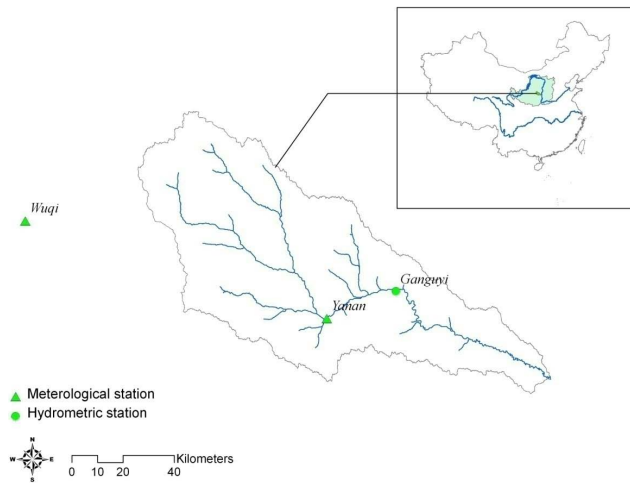 Wuqi
Ganguyi
Yanan
Meterological station
Hydrometric station
N
W E
S
Kilometers
0 10 20 40